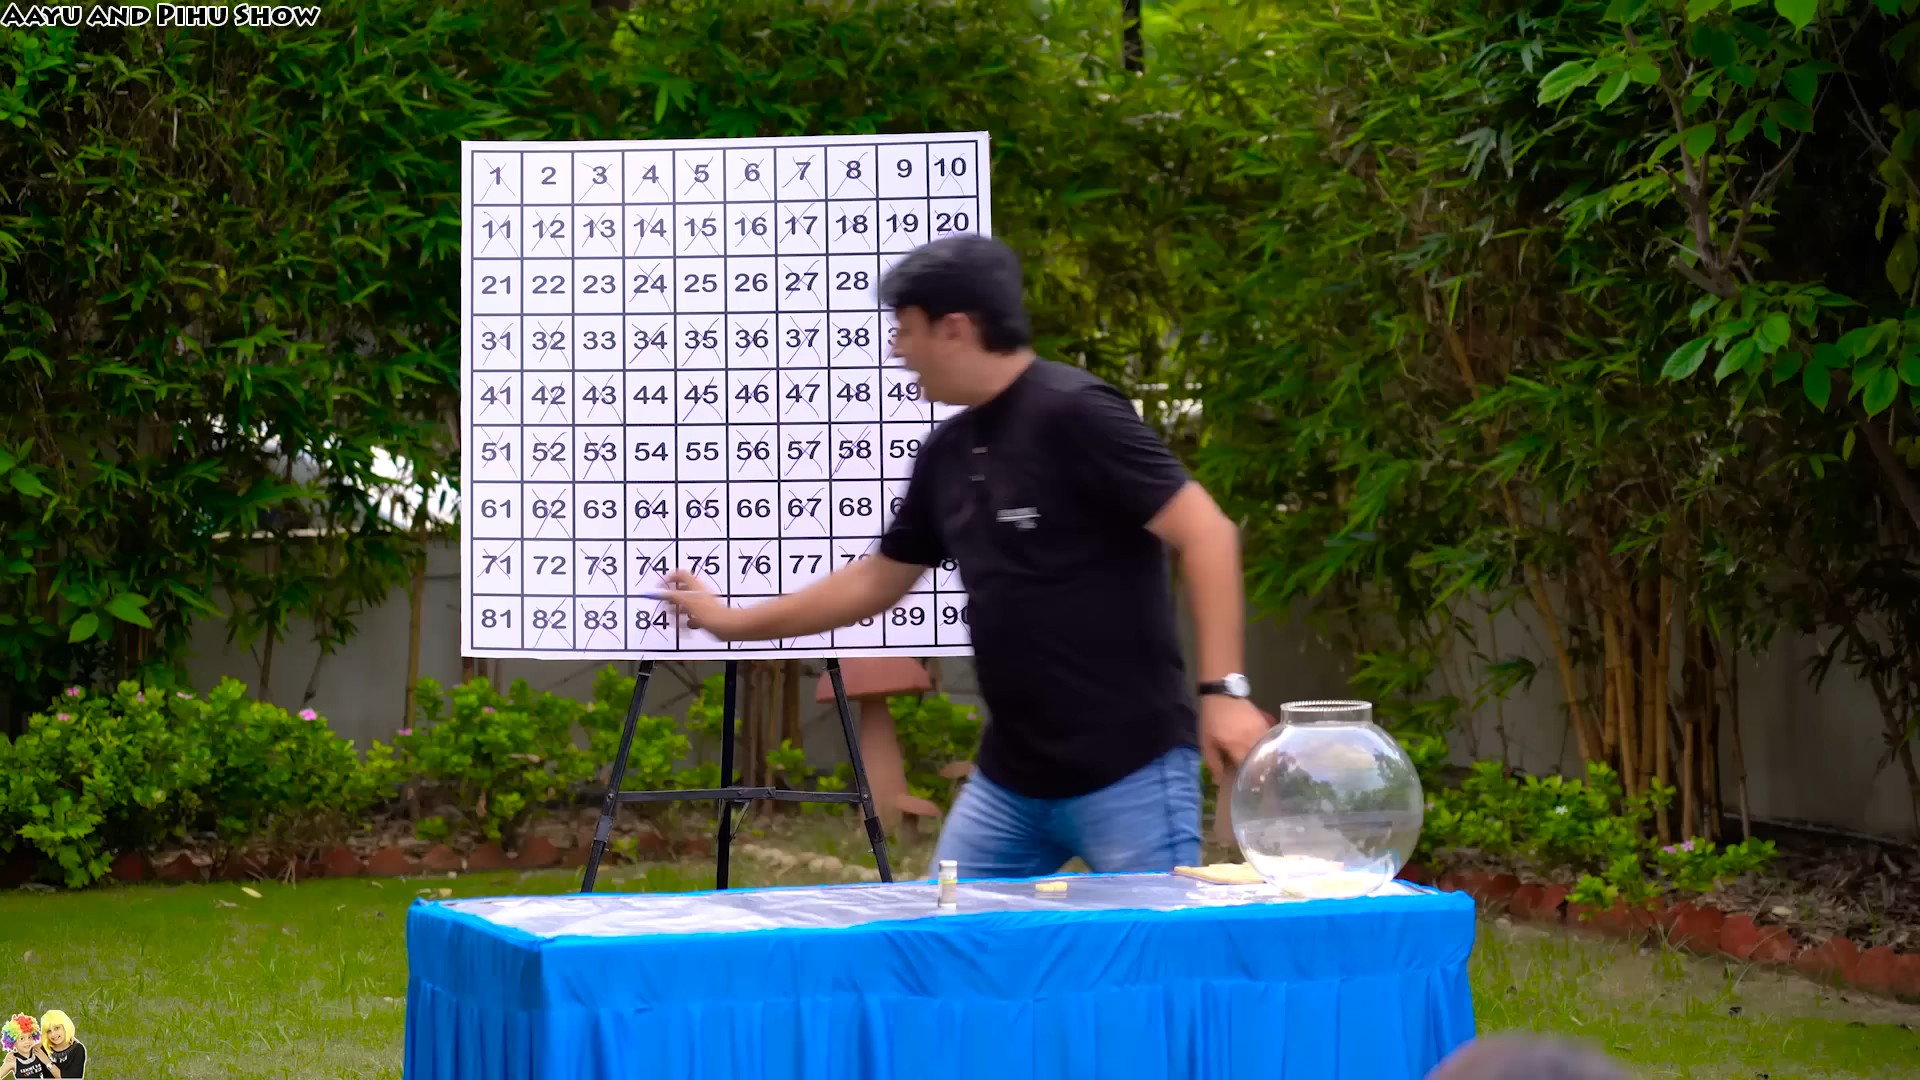 Aayu and Pihu Show
1 2 3 4 5 6 7 8 9 10
11 12 13 14 15 16 17 18 19 20
21 22 23 24 25 26 27 28
31 32 33 34 35 36 37 38
41 42 43 44 45 46 47 48 49
51 52 53 54 55 56 57 58 59
61 62 63 64 65 66 67 68
71 72 73 74 75 76 77
81 82 83 84 89 90